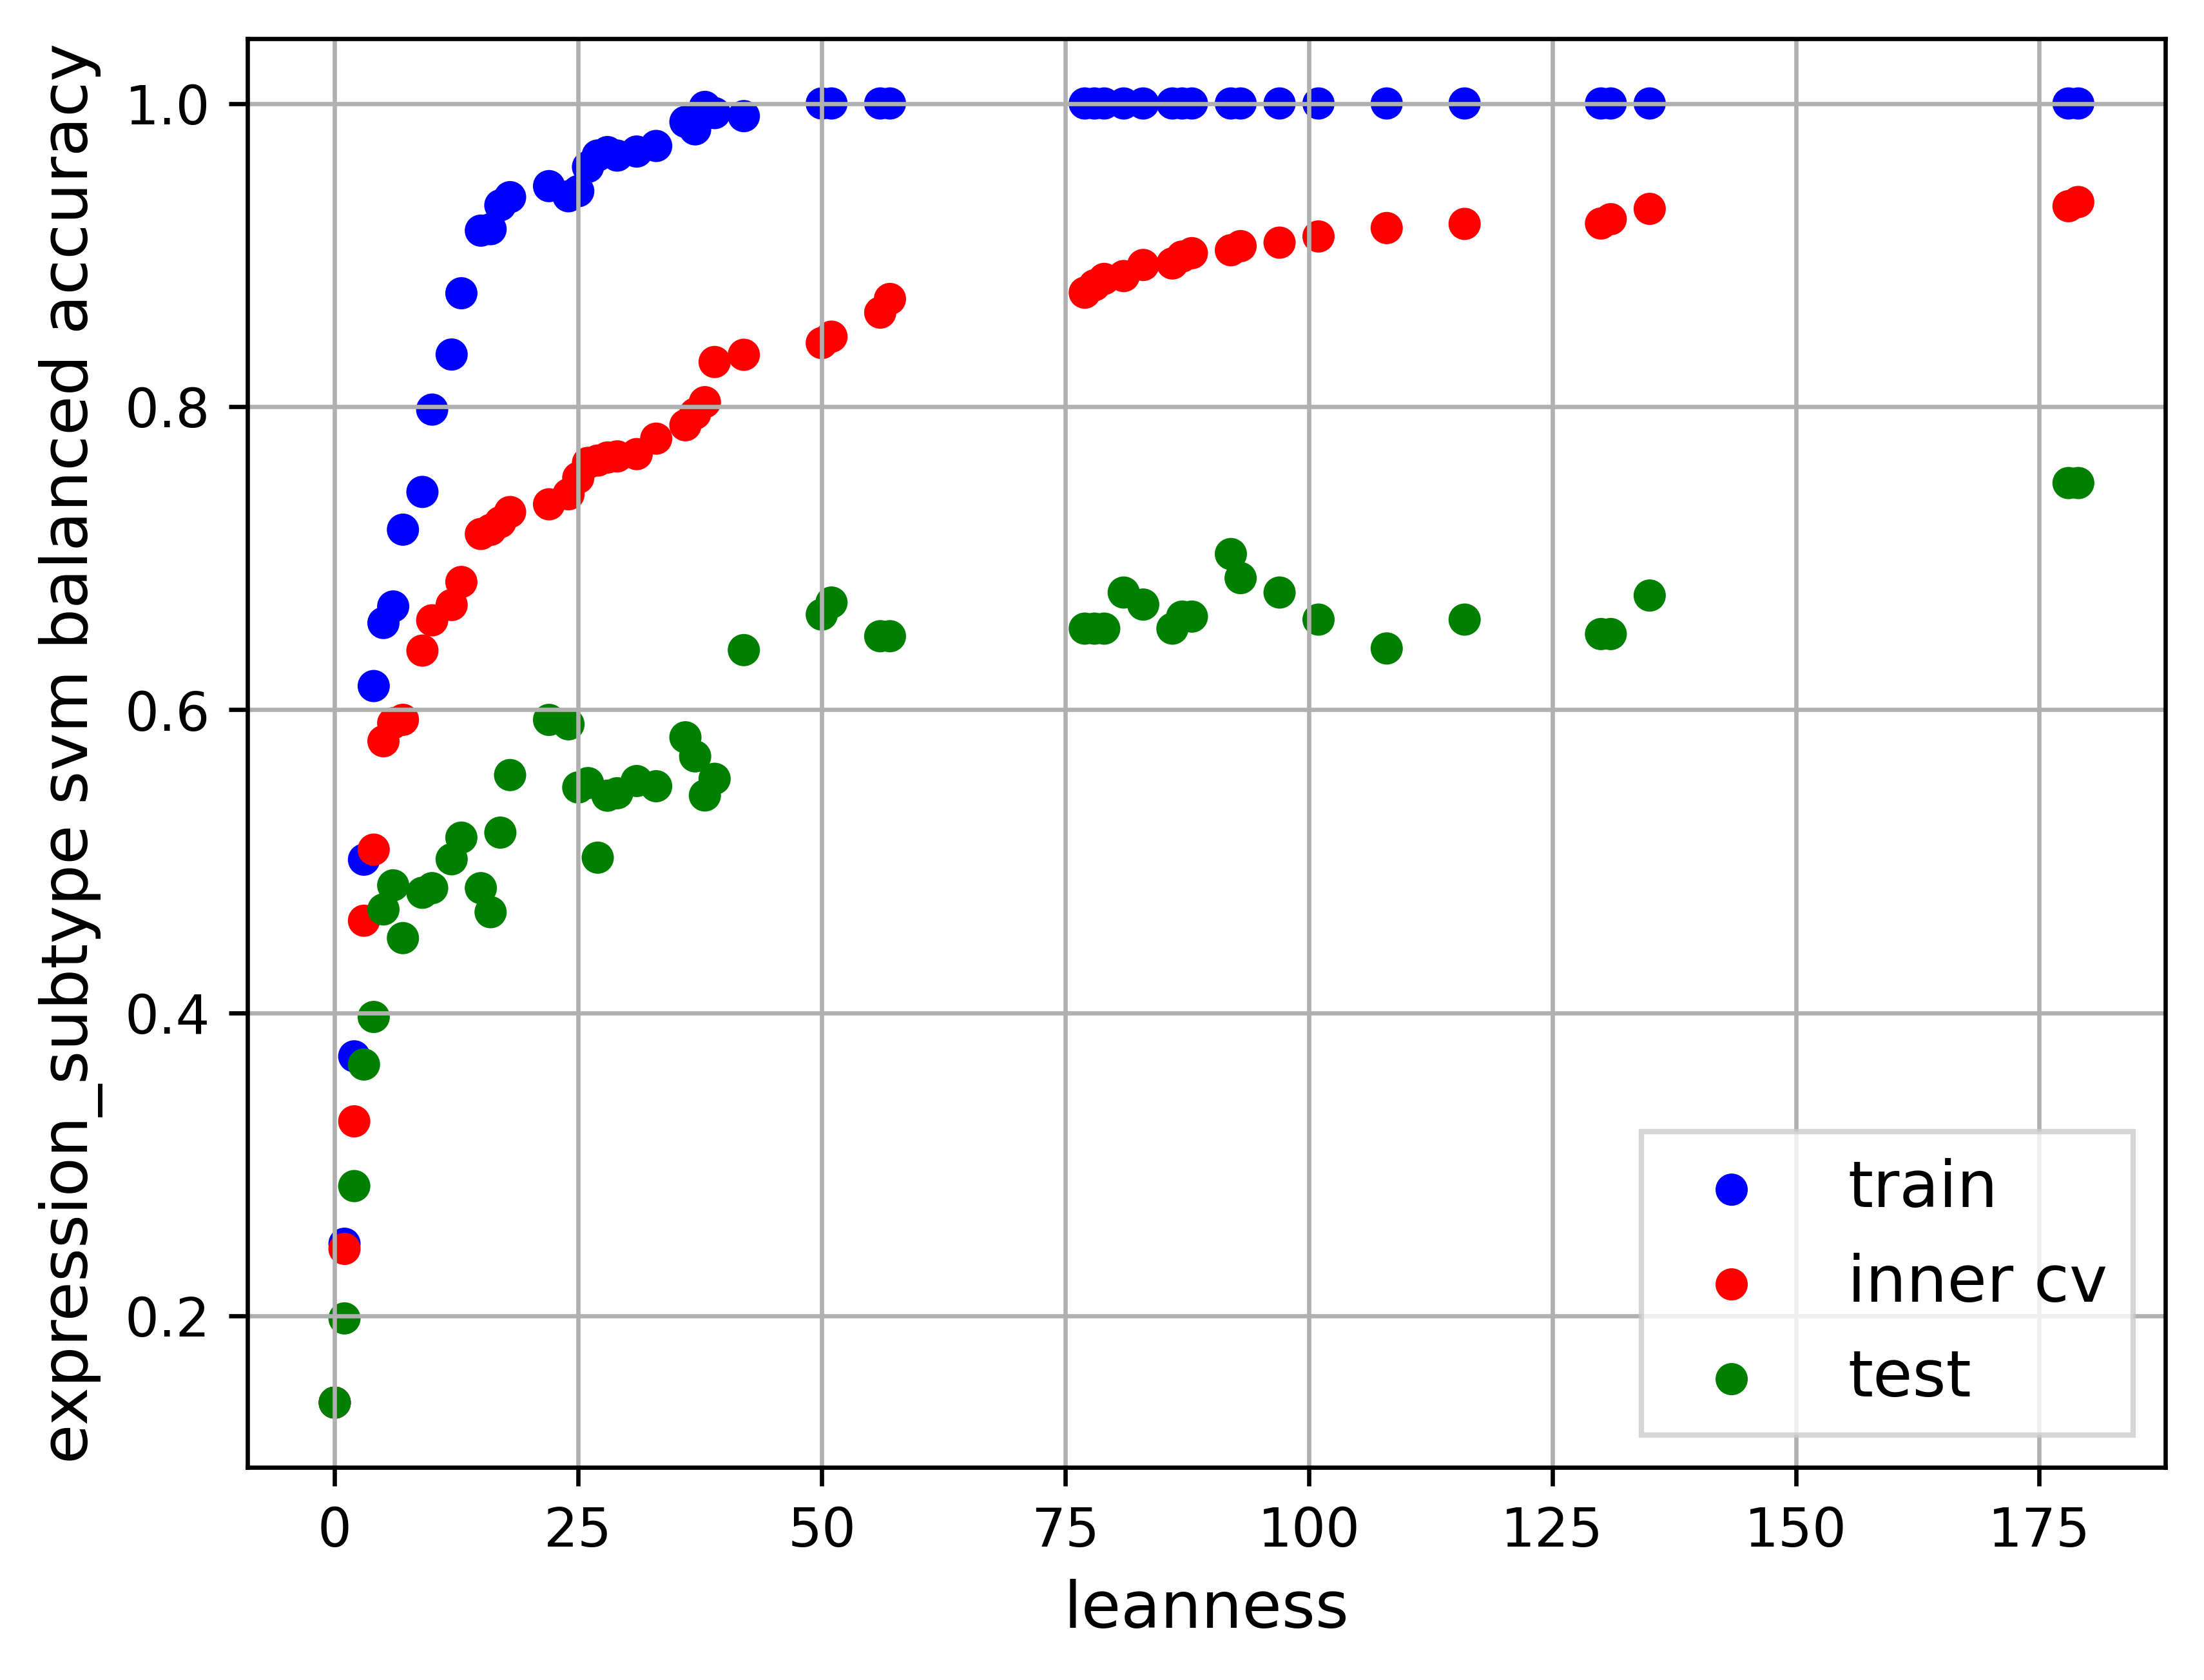 expression_subtype svm balanced accuracy
1.0
0.8
0.6
0.4
0.2
0 25 50 75 100 125 150 175
leanness
train
inner cv
test